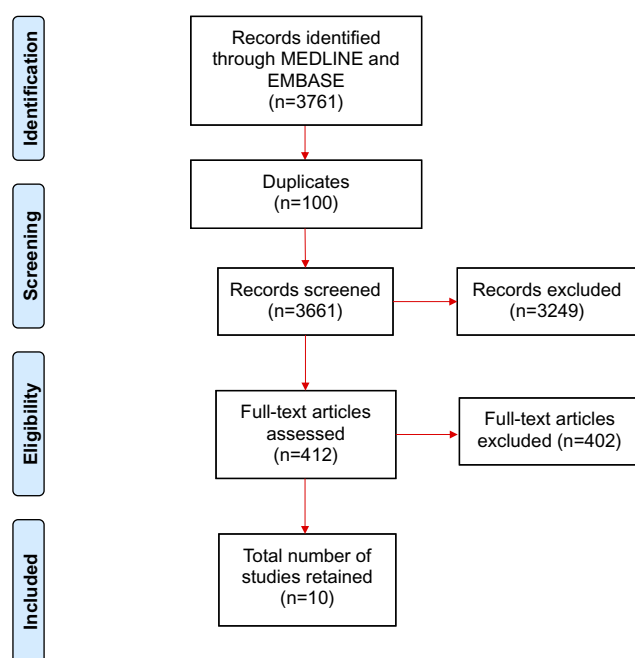 Identification
Records identified
through MEDLINE and
EMBASE
(n=3761)
Duplicates
(n=100)
Screening
Records screened
(n=3661)
Records excluded
(n=3249)
Eligibility
Full-text articles
assessed
(n=412)
Full-text articles
excluded (n=402)
Included
Total number of
studies retained
(n=10)